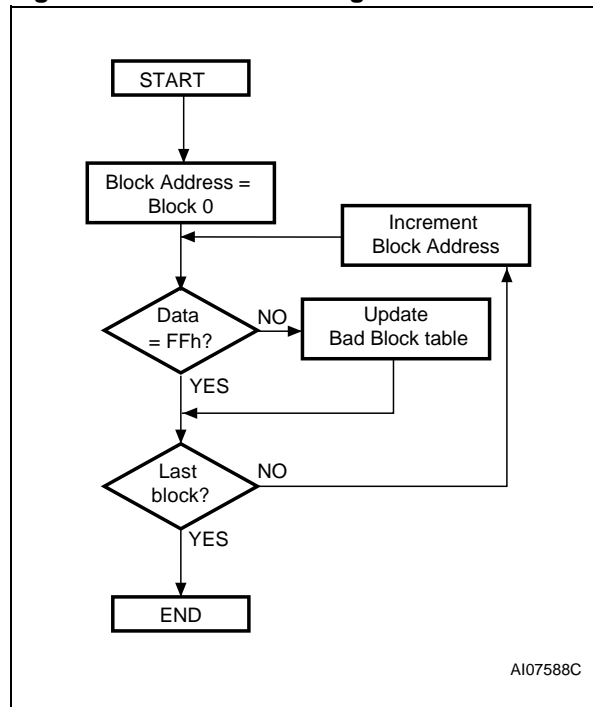 START
Block Address =
Block 0
Increment
Block Address
Data
= FFh?
NO
Update
Bad Block table
YES
Last
block?
NO
YES
END
AI07588C